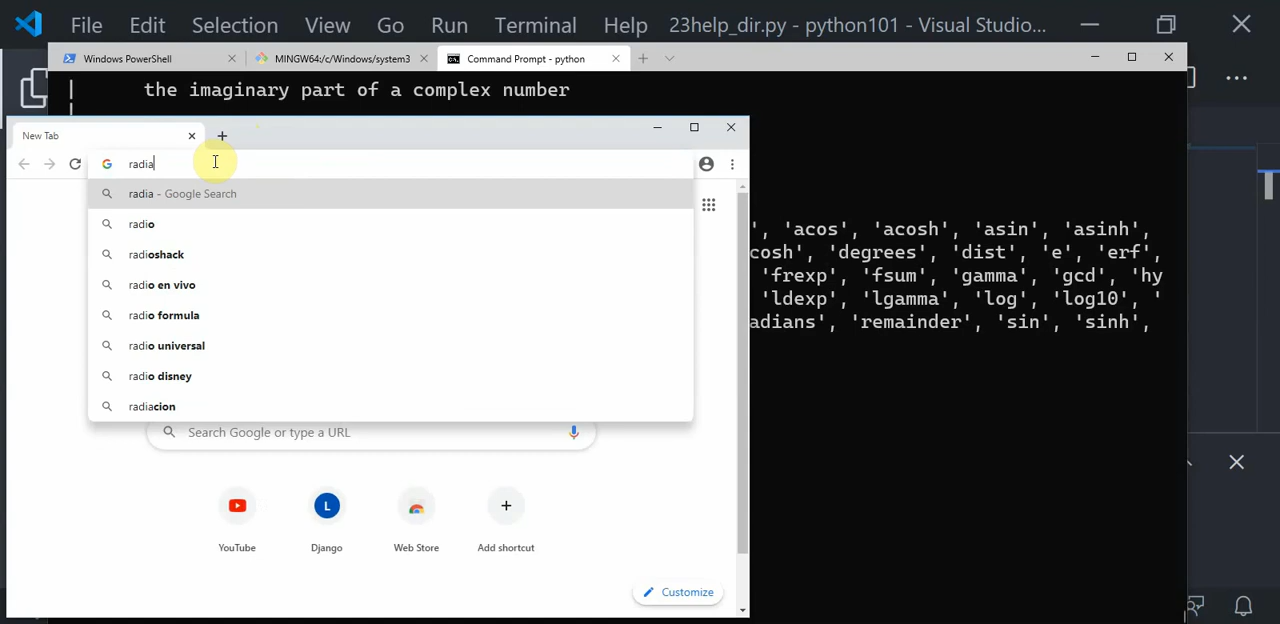 File Edit Selection View Go Run Terminal Help 23help_dir.py - python101 - Visual Studio...
Windows PowerShell MINGW64:/c/Windows/system3 Command Prompt - python
| the imaginary part of a complex number
|
New Tab
radia
radia - Google Search
radio
', 'acos', 'acosh', 'asin', 'asinh',
radioshack
cosh', 'degrees', 'dist', 'e', 'erf',
radio en vivo
'frexp', 'fsum', 'gamma', 'gcd', 'hy
radio formula
'ldexp', 'lgamma', 'log', 'log10', '
adians', 'remainder', 'sin', 'sinh',
radio universal
radio disney
radiacion
Search Google or type a URL
L
YouTube Django Web Store Add shortcut
Customize